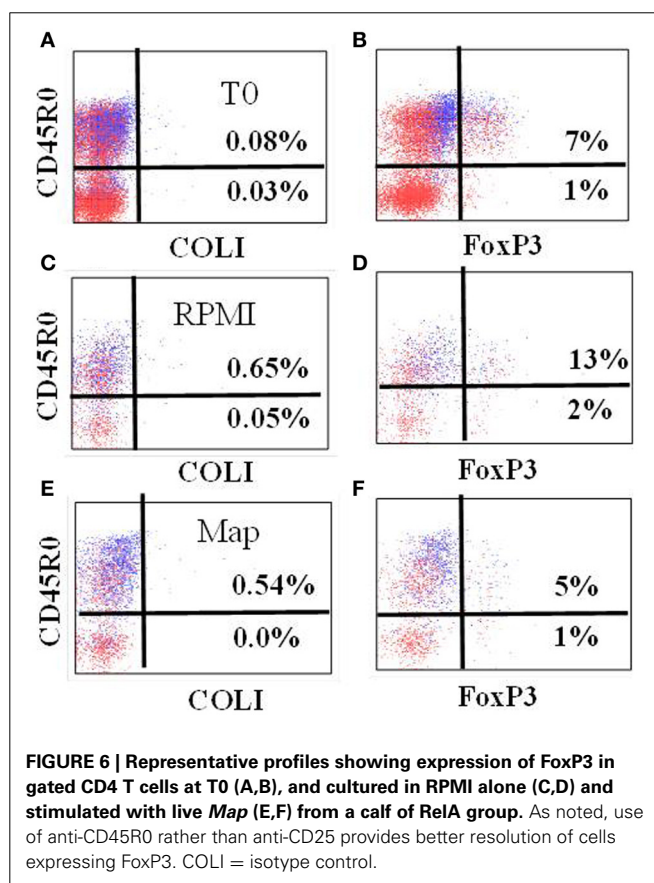 A
B
CD45R0
T0
0.08%
0.03%
COLI
7%
1%
FoxP3
C
D
CD45R0
RPMI
0.65%
0.05%
COLI
13%
2%
FoxP3
E
F
CD45R0
Map
0.54%
0.0%
COLI
5%
1%
FoxP3
FIGURE 6 | Representative profiles showing expression of FoxP3 in
gated CD4 T cells at T0 (A,B), and cultured in RPMI alone (C,D) and
stimulated with live Map (E,F) from a calf of RelA group. As noted, use
of anti-CD45R0 rather than anti-CD25 provides better resolution of cells
expressing FoxP3. COLI = isotype control.